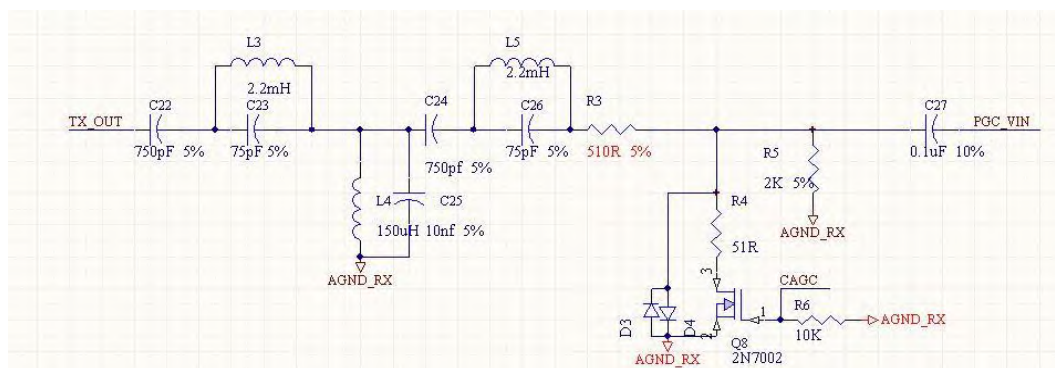 L3
2.2mH
L5
2.2mH
TX_OUT
C22
750pF 5%
C23
75pF 5%
C24
750pf 5%
C26
75pF 5%
R3
510R 5%
C27
0.1uF 10%
PGC_VIN
R5
2K 5%
AGND_RX
L4
150uH
C25
10nf 5%
AGND_RX
R4
51R
3
CAGC
1
R6
10K
AGND_RX
D3
D4
2
Q8
2N7002
AGND_RX